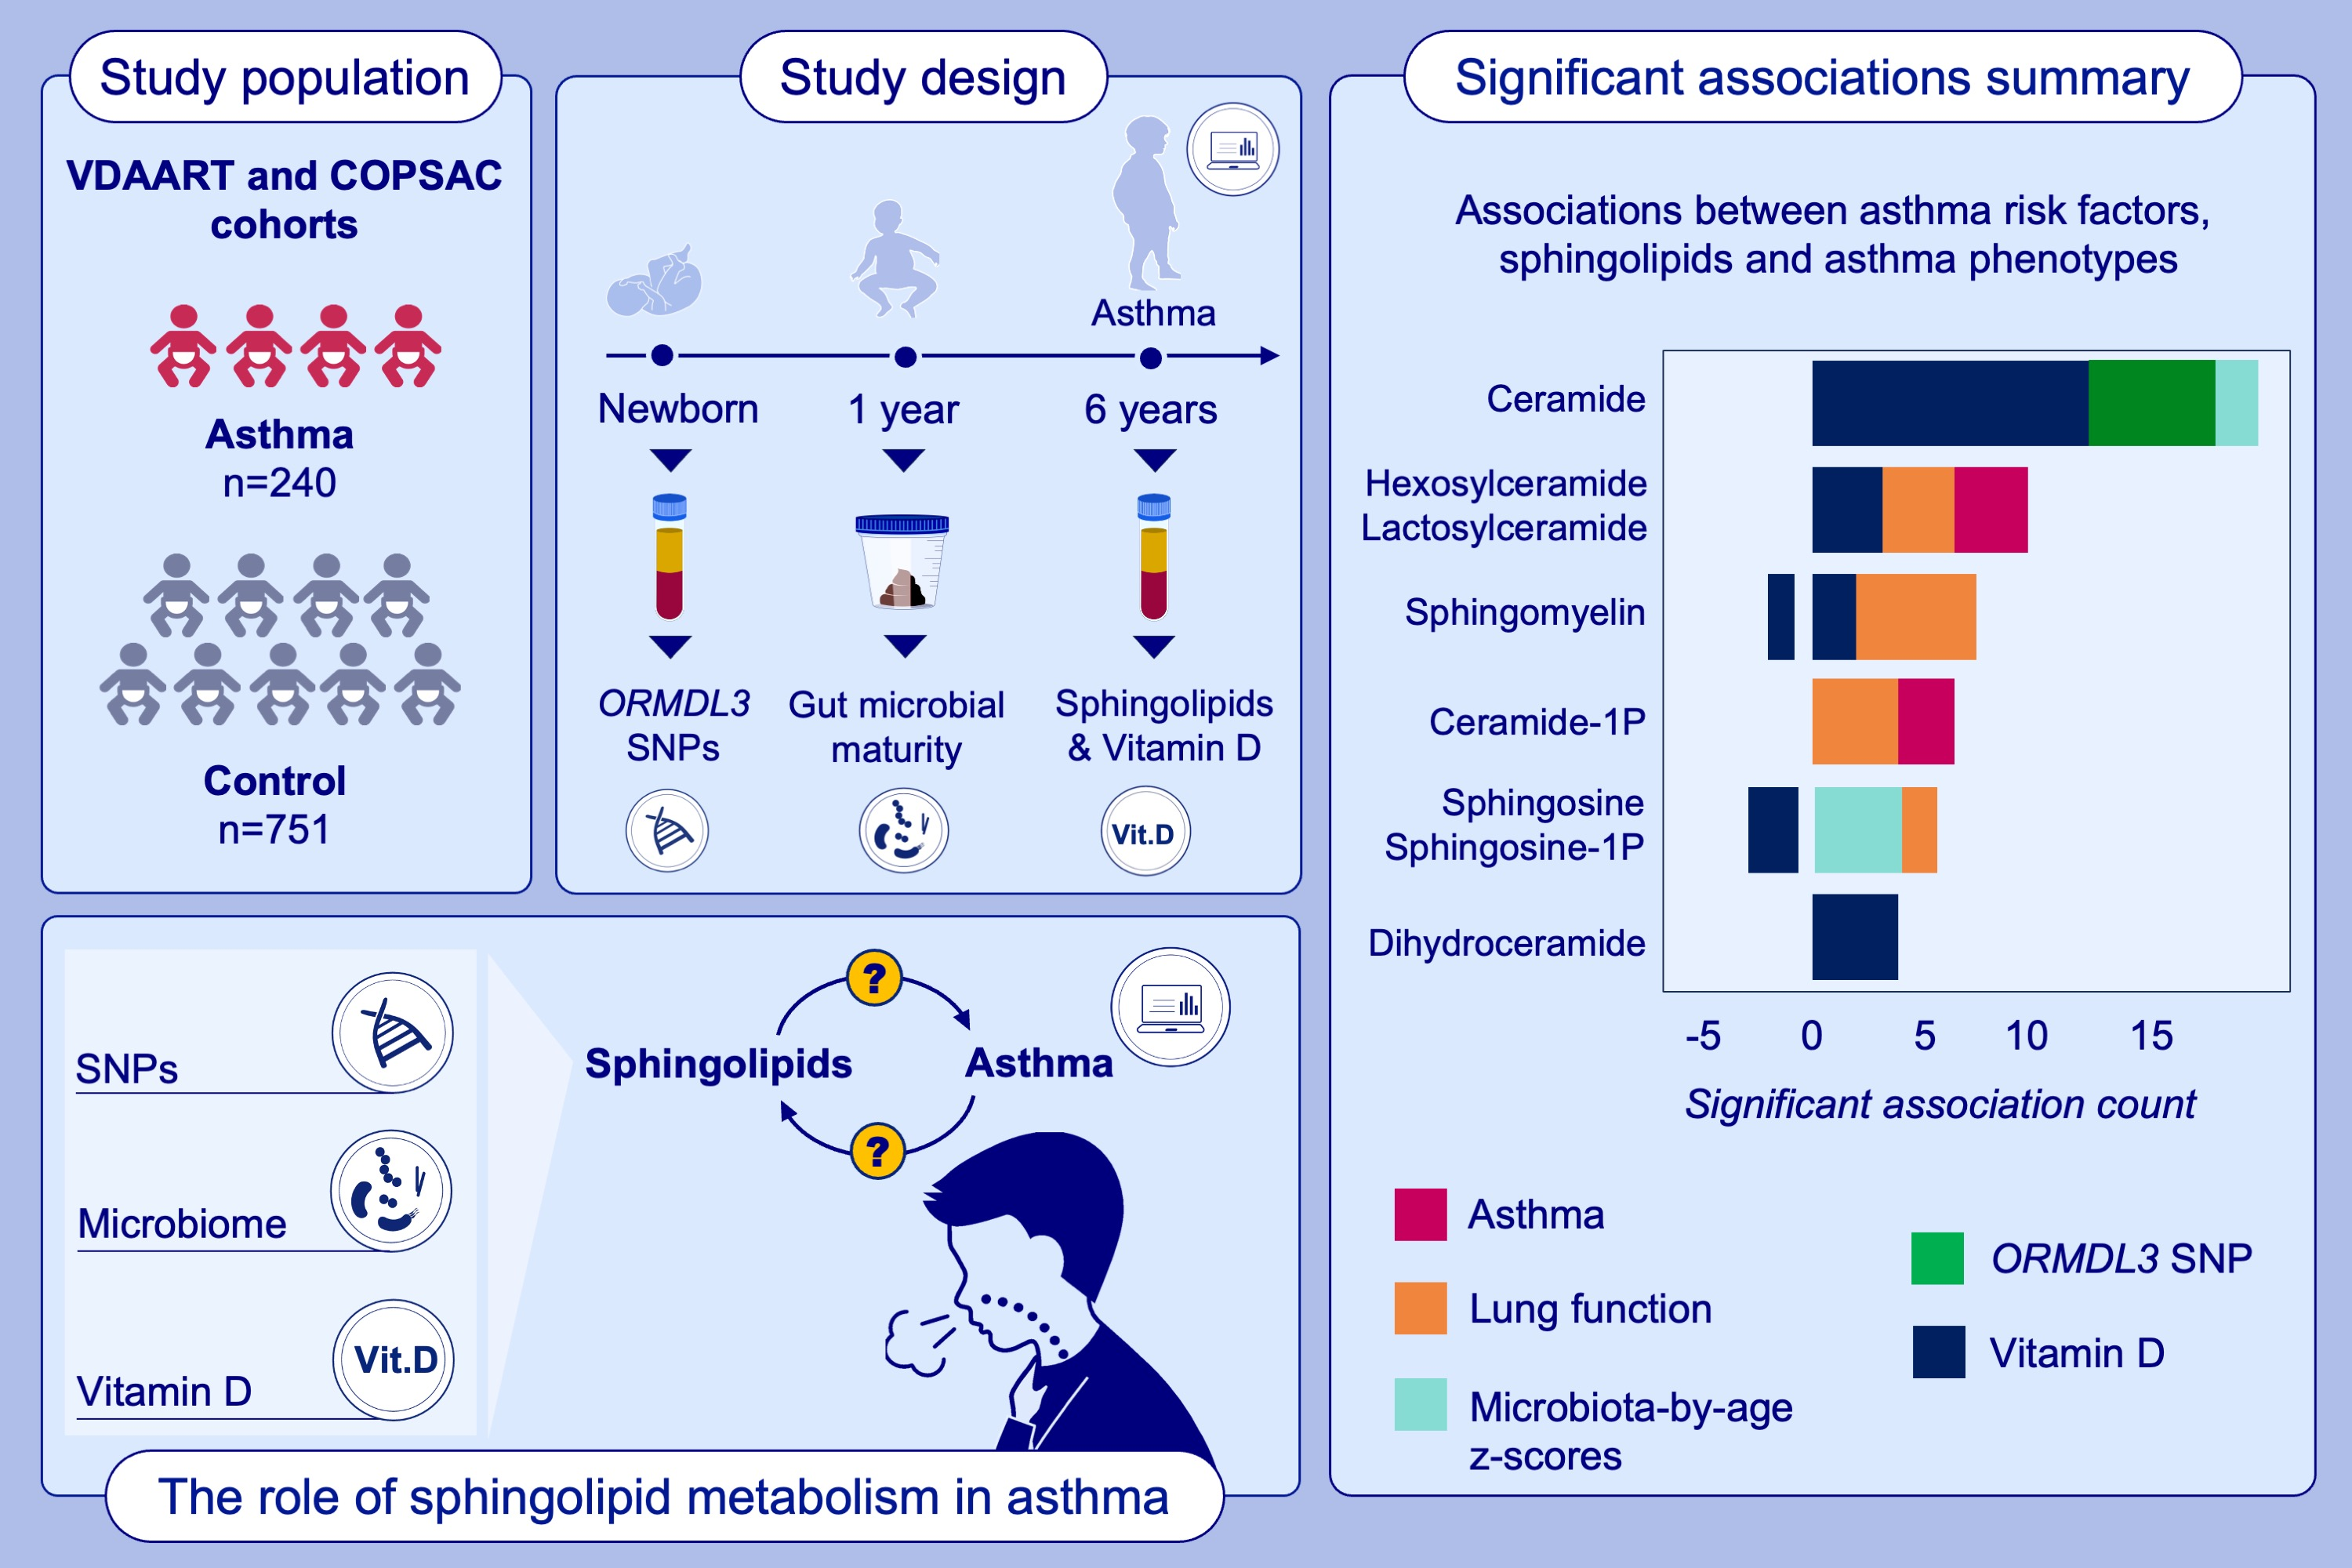 Study population
VDAART and COPSAC
cohorts
Asthma
n=240
Control
n=751
Study design
Asthma
Newborn
1 year
6 years
ORMDL3
SNPs
Gut microbial
maturity
Sphingolipids
& Vitamin D
Vit.D
SNPs
Microbiome
Vitamin D
Vit.D
?
Sphingolipids
Asthma
?
The role of sphingolipid metabolism in asthma
Significant associations summary
Associations between asthma risk factors,
sphingolipids and asthma phenotypes
Ceramide
Hexosylceramide
Lactosylceramide
Sphingomyelin
Ceramide-1P
Sphingosine
Sphingosine-1P
Dihydroceramide
-5 0 5 10 15
Significant association count
Asthma
Lung function
Microbiota-by-age
z-scores
ORMDL3 SNP
Vitamin D